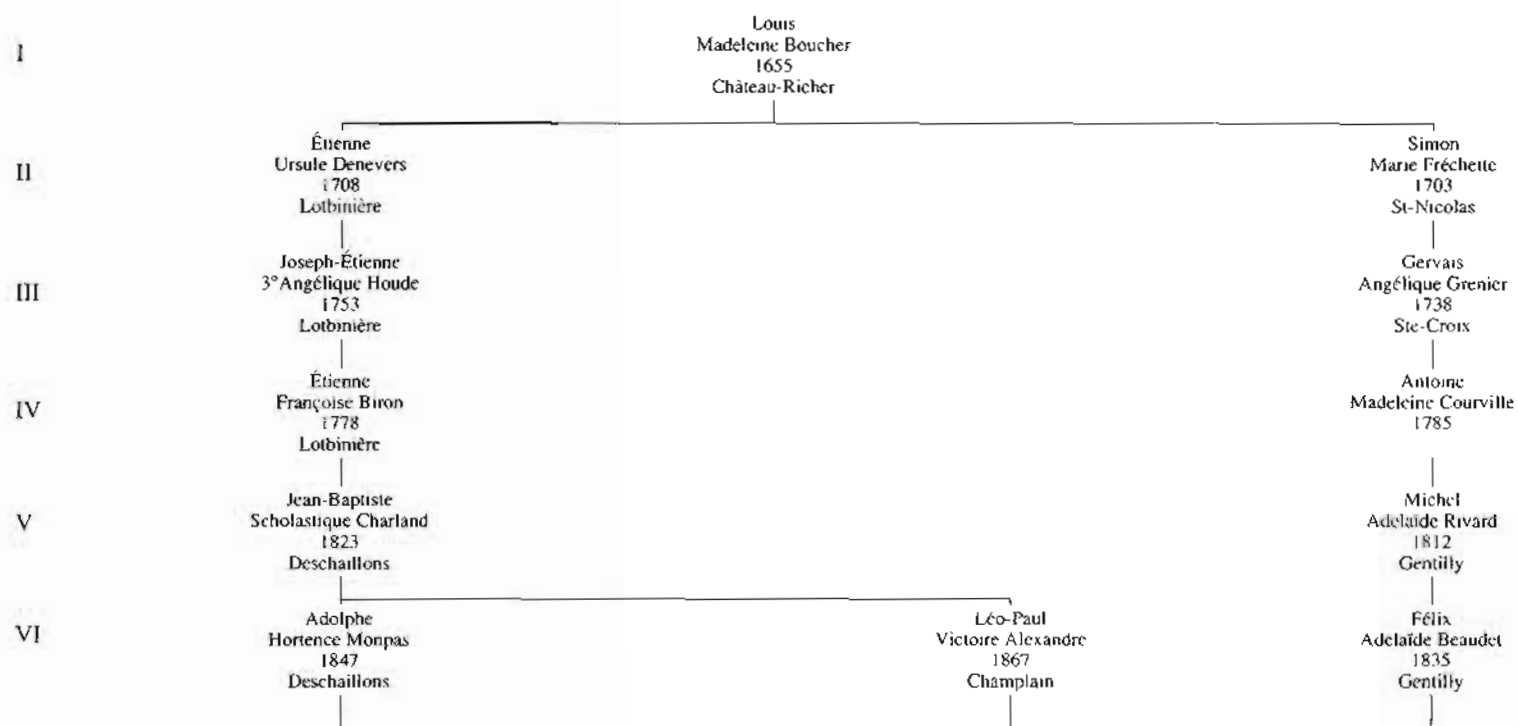 I
Louis
Madeleine Boucher
1655
Château-Richer
II
Étienne
Ursule Denevers
1708
Lotbinière
Simon
Marie Fréchette
1703
St-Nicolas
III
Joseph-Étienne
3°Angélique Houde
1753
Lotbinière
Gervais
Angélique Grenier
1738
Ste-Croix
IV
Étienne
Françoise Biron
1778
Lotbinière
Antoine
Madeleine Courville
1785
V
Jean-Baptiste
Scholastique Charland
1823
Deschaillons
Michel
Adelaïde Rivard
1812
Gentilly
VI
Adolphe
Hortence Monpas
1847
Deschaillons
Léo-Paul
Victoire Alexandre
1867
Champlain
Félix
Adelaïde Beaudet
1835
Gentilly